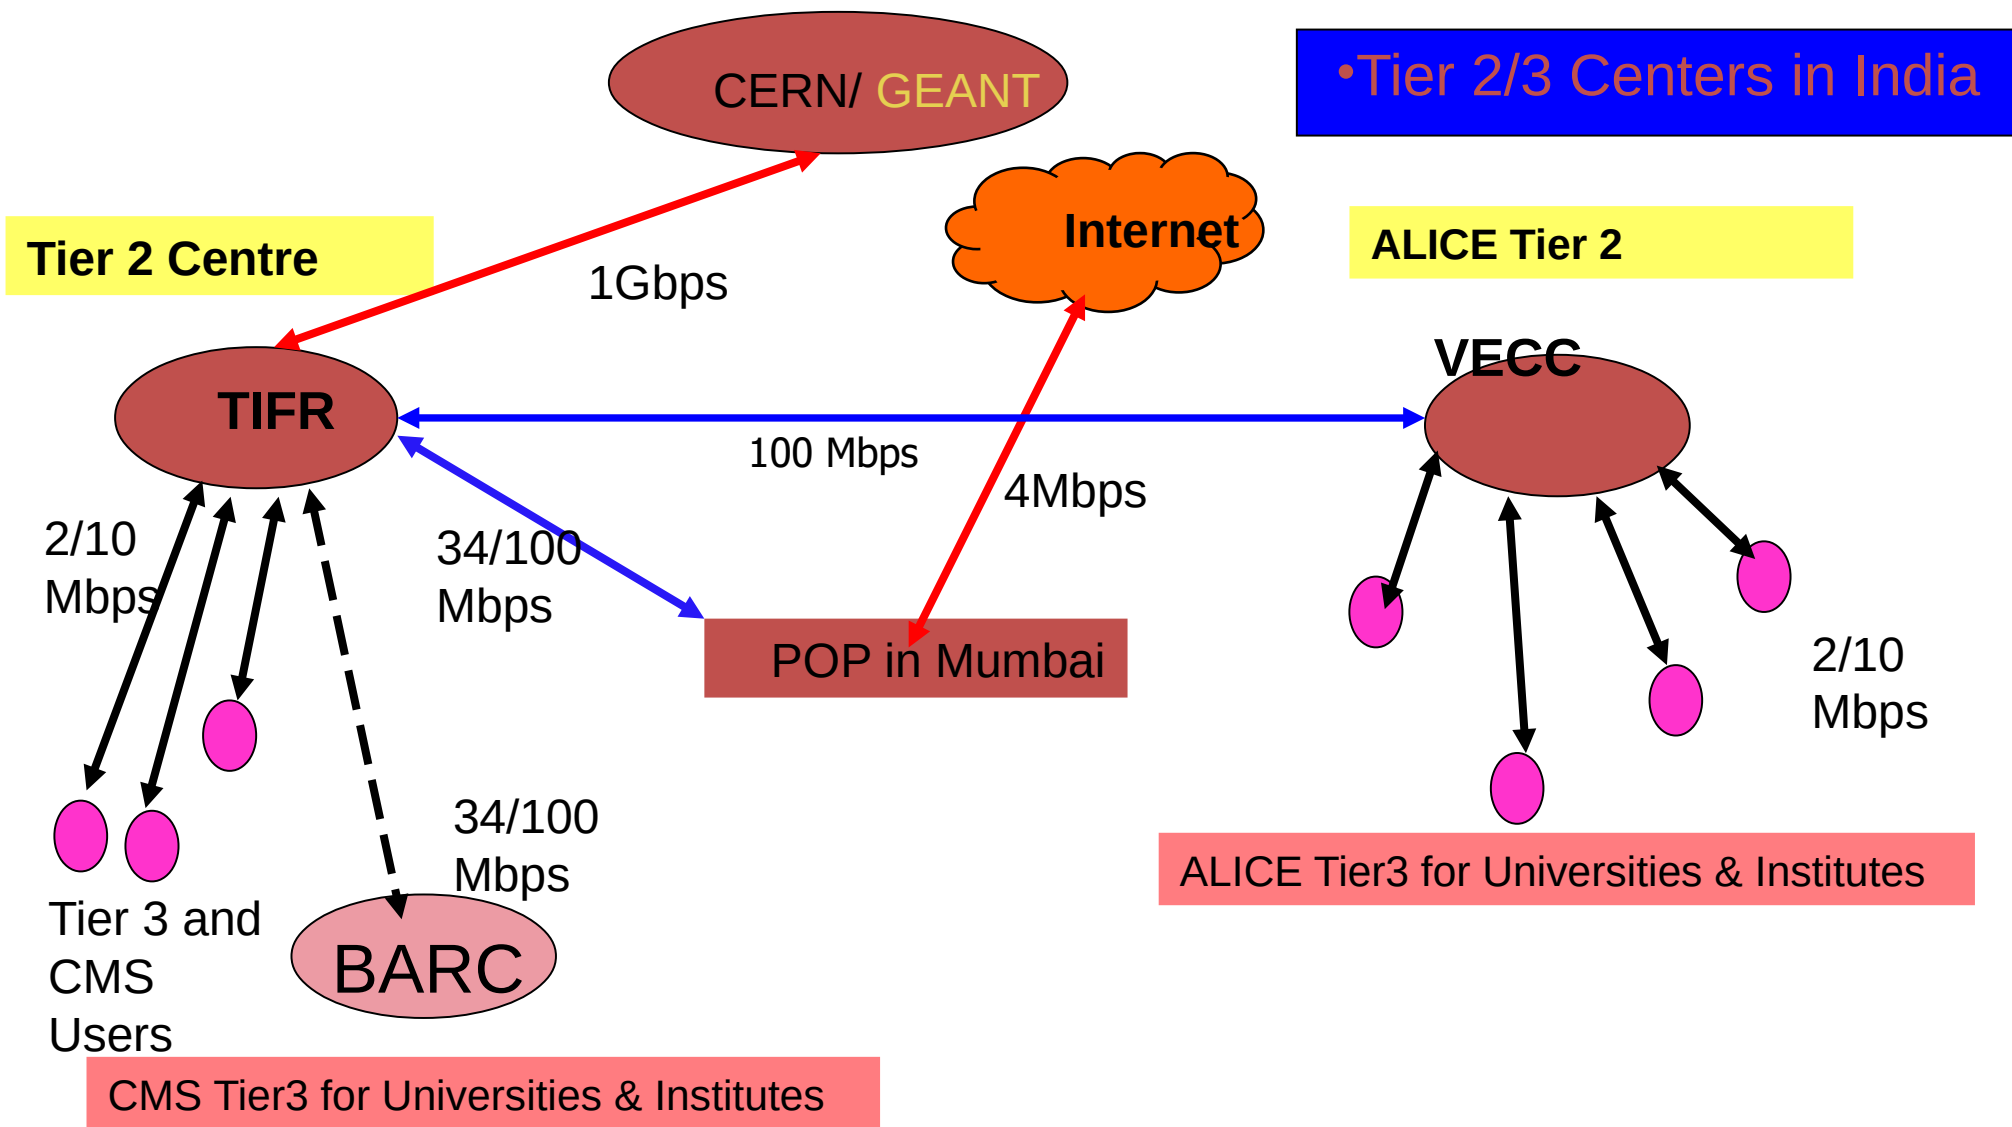 CERN/ GEANT
•Tier 2/3 Centers in India
Internet
Tier 2 Centre
ALICE Tier 2
1Gbps
VECC
TIFR
100 Mbps
4Mbps
2/10
Mbps
34/100
Mbps
POP in Mumbai
2/10
Mbps
34/100
Mbps
ALICE Tier3 for Universities & Institutes
Tier 3 and
CMS
Users
BARC
CMS Tier3 for Universities & Institutes